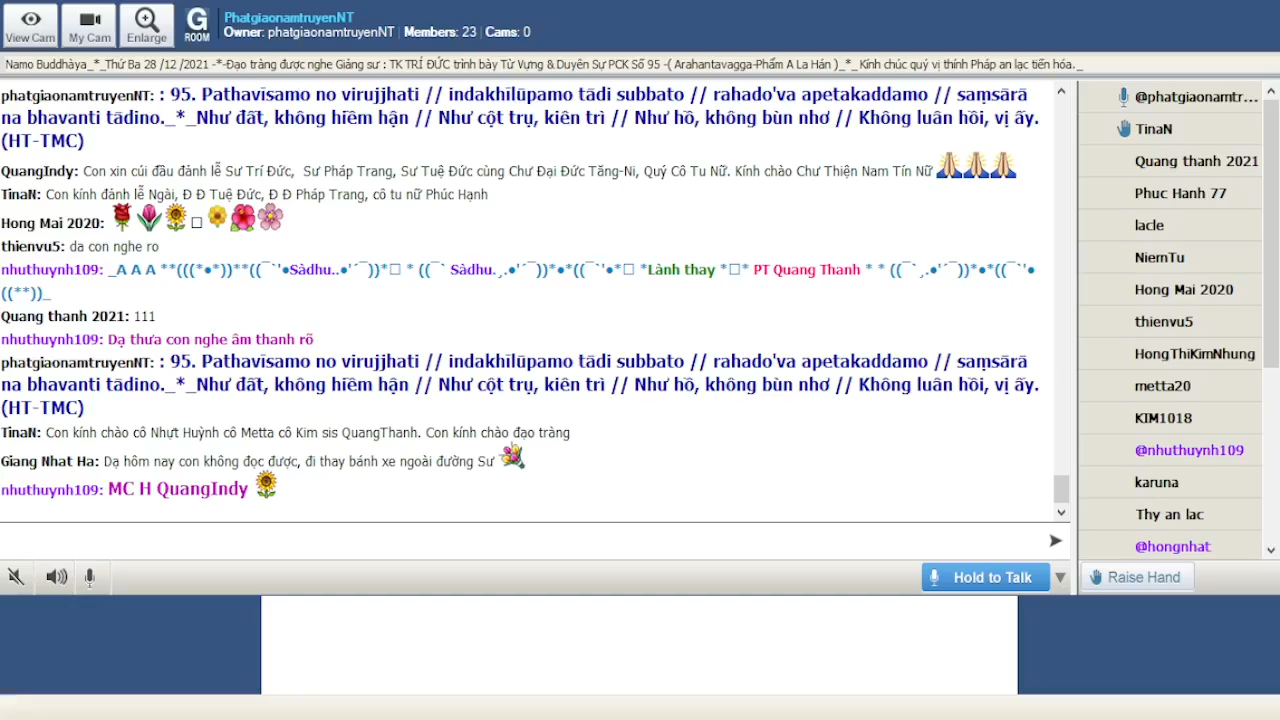 View Cam
My Cam
Enlarge
G
ROOM
PhatgiaonamtruyenNT
Owner: phatgiaonamtruyenNT | Members: 23 | Cams: 0
Namo Buddhàya_*_Thứ Ba 28 /12 /2021 -*-Đạo tràng được nghe Giảng sư : TK TRÍ ĐỨC trình bày Từ Vựng & Duyên Sự PCK Số 95 -( Arahantavagga-Phẩm A La Hán )_*_ Kính chúc quý vị thính Pháp an lạc tiến hóa._
phatgiaonamtruyenNT: : 95. Pathavīsamo no virujjhati // indakhīlūpamo tādi subbato // rahado'va apetakaddamo // saṃsārā
na bhavanti tādino._*_Như đất, không hiềm hận // Như cột trụ, kiên trì // Như hồ, không bùn nhơ // Không luân hồi, vị ấy.
(HT-TMC)
QuangIndy: Con xin cúi đầu đảnh lễ Sư Trí Đức, Sư Pháp Trang, Sư Tuệ Đức cùng Chư Đại Đức Tăng-Ni, Quý Cô Tu Nữ. Kính chào Chư Thiện Nam Tín Nữ 🙏🙏🙏
TinaN: Con kính đảnh lễ Ngài, Đ Đ Tuệ Đức, Đ Đ Pháp Trang, cô tu nữ Phúc Hạnh
Hong Mai 2020:
thienvu5: da con nghe ro
nhuthuynh109: _A A A **(((*●*))**((¯`'●Sàdhu..●'´¯))*□ * ((¯` Sàdhu.¸.●'´¯))*●*((¯`'●*□ *Lành thay *□* PT Quang Thanh * * ((¯`¸.●'´¯))*●*((¯`'●
((**))_
Quang thanh 2021: 111
nhuthuynh109: Dạ thưa con nghe âm thanh rõ
phatgiaonamtruyenNT: : 95. Pathavīsamo no virujjhati // indakhīlūpamo tādi subbato // rahado'va apetakaddamo // saṃsārā
na bhavanti tādino._*_Như đất, không hiềm hận // Như cột trụ, kiên trì // Như hồ, không bùn nhơ // Không luân hồi, vị ấy.
(HT-TMC)
TinaN: Con kính chào cô Nhựt Huỳnh cô Metta cô Kim sis QuangThanh. Con kính chào đạo tràng
Giang Nhat Ha: Dạ hôm nay con không đọc được, đi thay bánh xe ngoài đường Sư
nhuthuynh109: MC H QuangIndy
Hold to Talk
@phatgiaonamtr...
TinaN
Quang thanh 2021
Phuc Hanh 77
lacle
NiemTu
Hong Mai 2020
thienvu5
HongThiKimNhung
metta20
KIM1018
@nhuthuynh109
karuna
Thy an lac
@hongnhat
Raise Hand